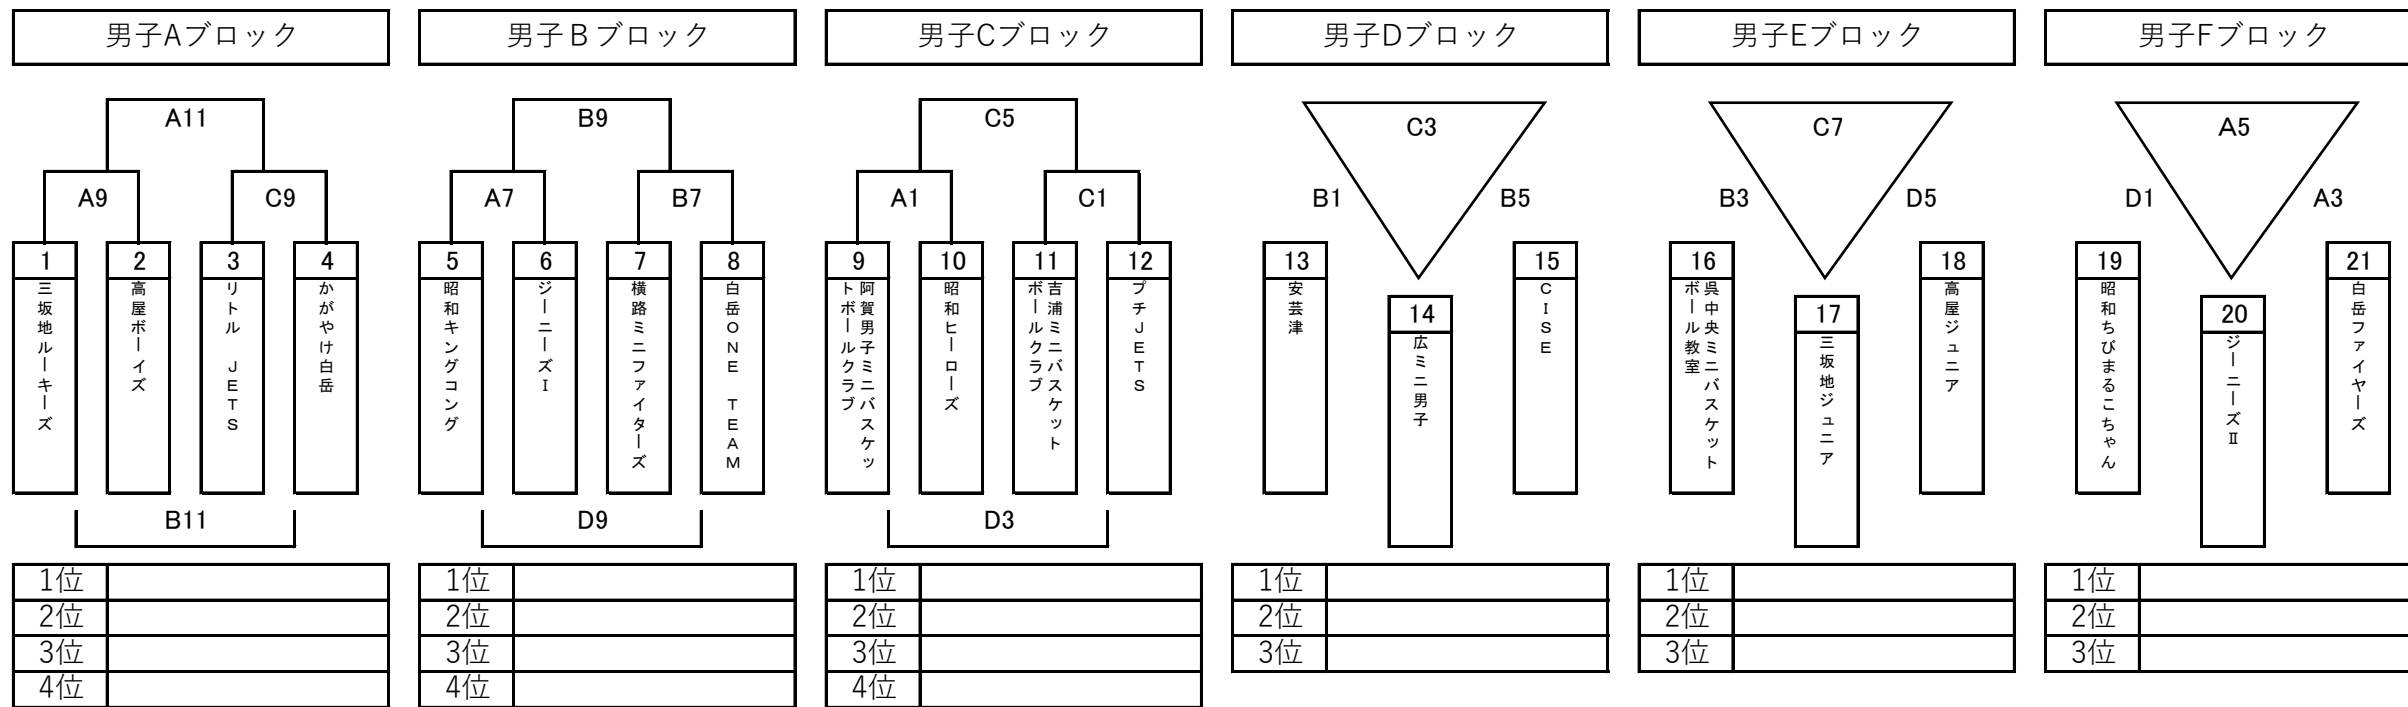 男子Aブロック
男子Bブロック
男子Cブロック
男子Dブロック
男子Eブロック
男子Fブロック
A11
B9
C5
C3
C7
A5
A9
C9
A7
B7
A1
C1
B1
B5
B3
D5
D1
A3
1
三坂地ルーキーズ
2
高屋ボーイズ
3
リトル JETS
4
かがやけ白岳
5
昭和キングコング
6
ジーニーズⅠ
7
横路ミニファイターズ
8
白岳ONE TEAM
9
阿賀男子ミニバスケッ
トボールクラブ
10
昭和ヒーローズ
11
吉浦ミニバスケット
ボールクラブ
12
プチJETS
13
安芸津
14
広ミニ男子
15
CISE
16
呉中央ミニバスケット
ボール教室
17
三坂地ジュニア
18
高屋ジュニア
19
昭和ちびまるこちゃん
20
ジーニーズⅡ
21
白岳ファイヤーズ
B11
D9
D3
1位
2位
3位
4位
1位
2位
3位
4位
1位
2位
3位
4位
1位
2位
3位
1位
2位
3位
1位
2位
3位